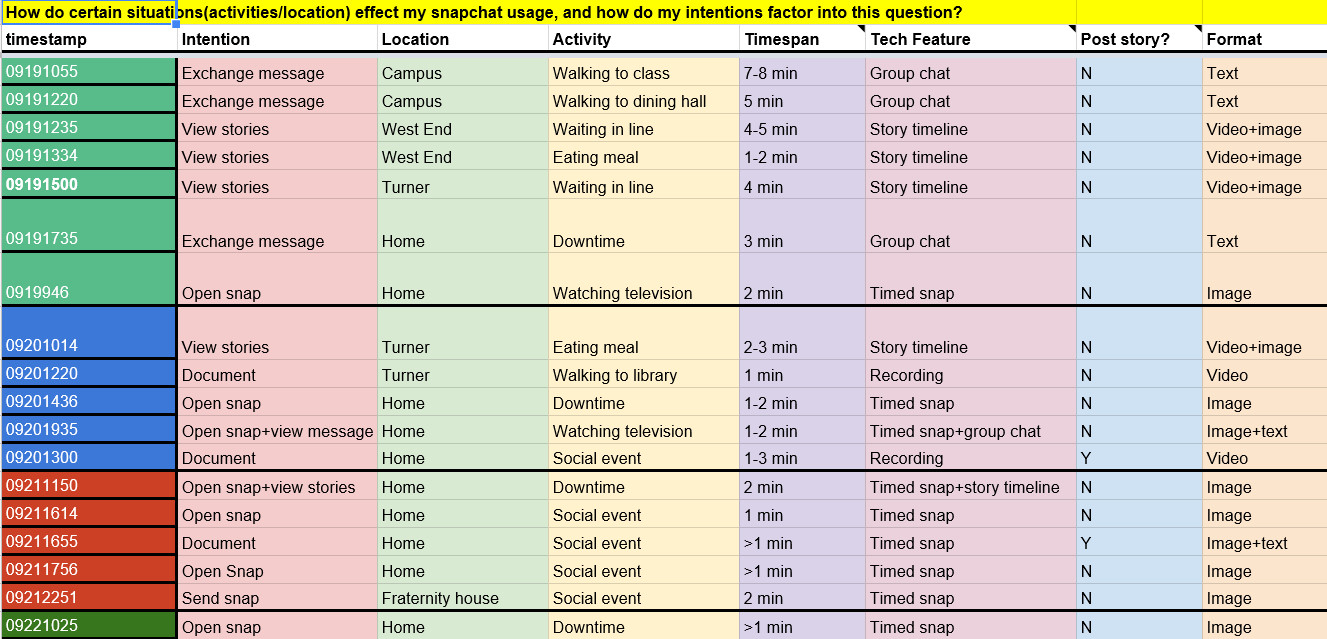 How do certain situations(activities/location) effect my snapchat usage, and how do my intentions factor into this question?
timestamp Intention Location Activity Timespan Tech Feature Post story? Format
09191055 Exchange message Campus Walking to class 7-8 min Group chat N Text
09191220 Exchange message Campus Walking to dining hall 5 min Group chat N Text
09191235 View stories West End Waiting in line 4-5 min Story timeline N Video+image
09191334 View stories West End Eating meal 1-2 min Story timeline N Video+image
09191500 View stories Turner Waiting in line 4 min Story timeline N Video+image
09191735 Exchange message Home Downtime 3 min Group chat N Text
0919946 Open snap Home Watching television 2 min Timed snap N Image
09201014 View stories Turner Eating meal 2-3 min Story timeline N Video+image
09201220 Document Turner Walking to library 1 min Recording N Video
09201436 Open snap Home Downtime 1-2 min Timed snap N Image
09201935 Open snap+view message Home Watching television 1-2 min Timed snap+group chat N Image+text
09201300 Document Home Social event 1-3 min Recording Y Video
09211150 Open snap+view stories Home Downtime 2 min Timed snap+story timeline N Image
09211614 Open snap Home Social event 1 min Timed snap N Image
09211655 Document Home Social event >1 min Timed snap Y Image+text
09211756 Open Snap Home Social event >1 min Timed snap N Image
09212251 Send snap Fraternity house Social event 2 min Timed snap N Image
09221025 Open snap Home Downtime >1 min Timed snap N Image